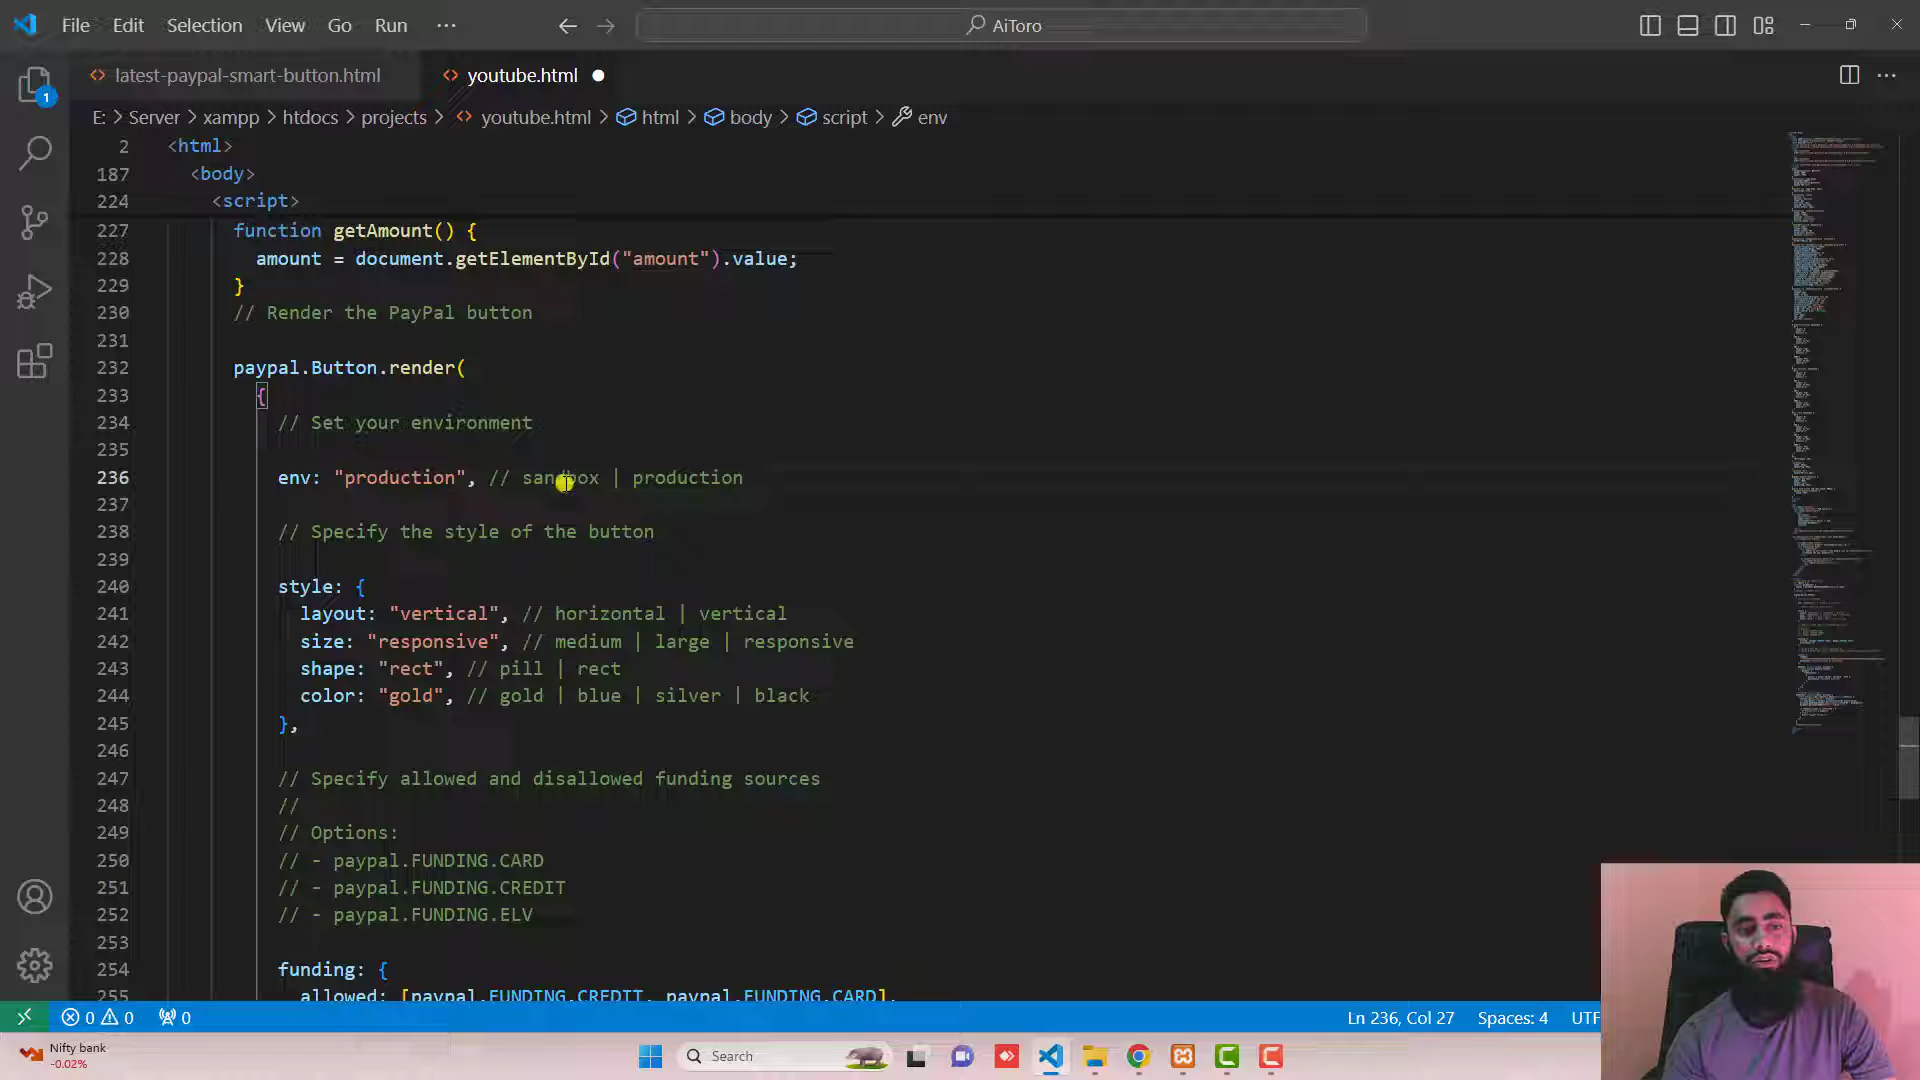 File Edit Selection View Go Run ··· AiToro
latest-paypal-smart-button.html youtube.html
E: > Server > xampp > htdocs > projects > youtube.html > html > body > script > env
1
2 <html>
187 <body>
224 <script>
227 function getAmount() {
228 amount = document.getElementById("amount").value;
229 }
230 // Render the PayPal button
231
232 paypal.Button.render(
233 {
234 // Set your environment
235
236 env: "production", // sandbox | production
237
238 // Specify the style of the button
239
240 style: {
241 layout: "vertical", // horizontal | vertical
242 size: "responsive", // medium | large | responsive
243 shape: "rect", // pill | rect
244 color: "gold", // gold | blue | silver | black
245 },
246
247 // Specify allowed and disallowed funding sources
248 //
249 // Options:
250 // - paypal.FUNDING.CARD
251 // - paypal.FUNDING.CREDIT
252 // - paypal.FUNDING.ELV
253
254 funding: {
255 allowed: [paypal.FUNDING.CREDIT, paypal.FUNDING.CARD],
0 0 0 Ln 236, Col 27 Spaces: 4 UTF
Nifty bank
-0.02%
Search